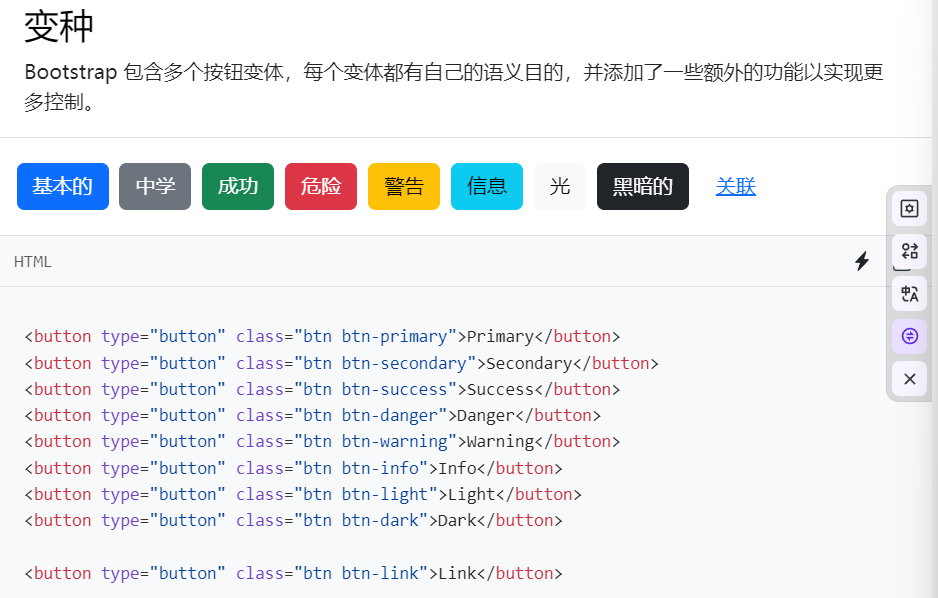 变种
Bootstrap 包含多个按钮变体，每个变体都有自己的语义目的，并添加了一些额外的功能以实现更
多控制。
基本的 中学 成功 危险 警告 信息 光 黑暗的 关联
HTML
<button type="button" class="btn btn-primary">Primary</button>
<button type="button" class="btn btn-secondary">Secondary</button>
<button type="button" class="btn btn-success">Success</button>
<button type="button" class="btn btn-danger">Danger</button>
<button type="button" class="btn btn-warning">Warning</button>
<button type="button" class="btn btn-info">Info</button>
<button type="button" class="btn btn-light">Light</button>
<button type="button" class="btn btn-dark">Dark</button>
<button type="button" class="btn btn-link">Link</button>